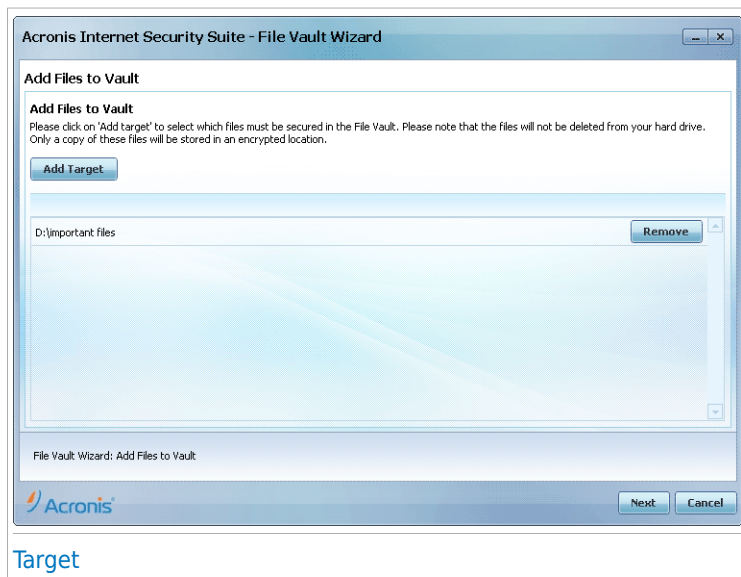 Acronis Internet Security Suite - File Vault Wizard
Add Files to Vault
Add Files to Vault
Please click on 'Add target' to select which files must be secured in the File Vault. Please note that the files will not be deleted from your hard drive.
Only a copy of these files will be stored in an encrypted location.
Add Target
D:\important files
Remove
File Vault Wizard: Add Files to Vault
Acronis
Next
Cancel
Target